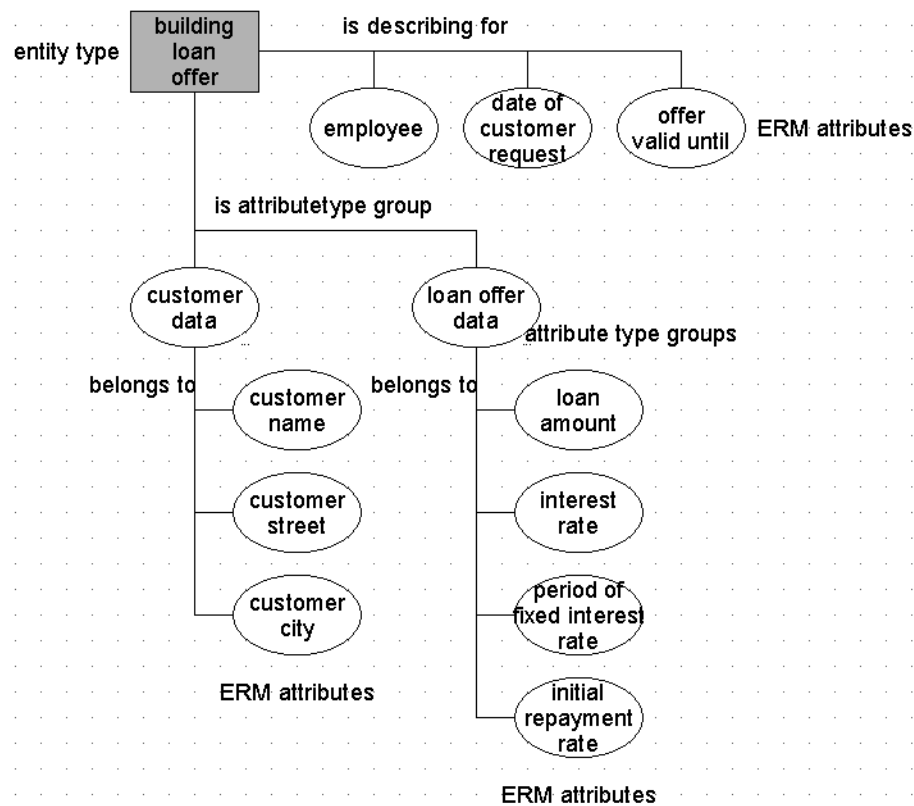 building
loan
offer
is describing for
entity type
employee
date of
customer
request
offer
valid until
ERM attributes
is attributetype group
customer
data
loan offer
data
attribute type groups
belongs to
belongs to
customer
name
loan
amount
customer
street
interest
rate
customer
city
period of
fixed interest
rate
ERM attributes
initial
repayment
rate
ERM attributes